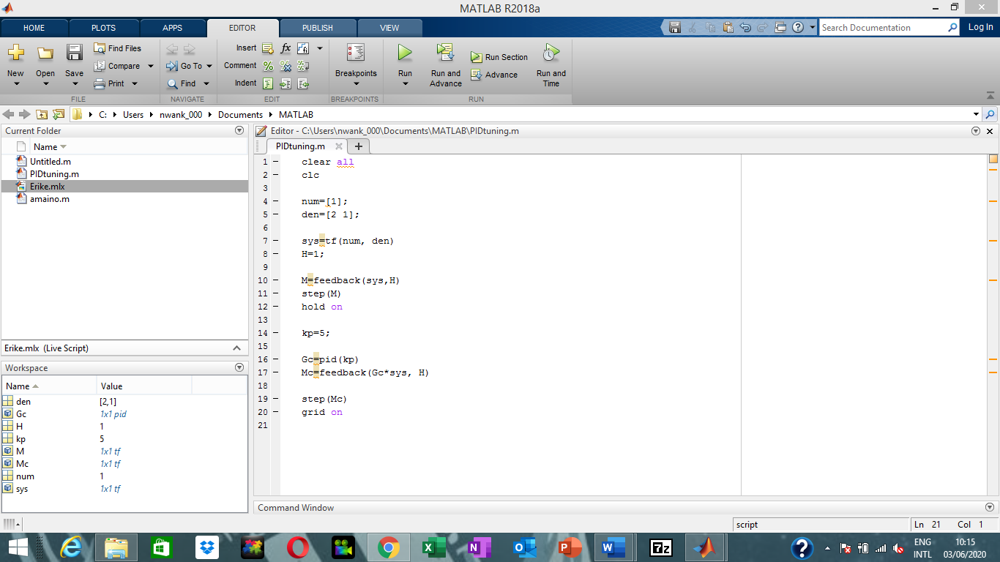 MATLAB R2018a
HOME PLOTS APPS EDITOR PUBLISH VIEW
Search Documentation
Log In
New Open Save
Find Files
Compare
Print
FILE
Go To
Find
NAVIGATE
Insert fx
Comment
Indent
EDIT
Breakpoints
BREAKPOINTS
Run
Run and Advance
Run Section
Advance
Run and Time
RUN
C: Users nwank_000 Documents MATLAB
Current Folder
Name
Untitled.m
PIDtuning.m
Erike.mlx
amaino.m
Erike.mlx (Live Script)
Workspace
Name Value
den [2,1]
Gc 1x1 pid
H 1
kp 5
M 1x1 tf
Mc 1x1 tf
num 1
sys 1x1 tf
Editor - C:\Users\nwank_000\Documents\MATLAB\PIDtuning.m
PIDtuning.m
1 clear all
2 clc
3
4 num=[1];
5 den=[2 1];
6
7 sys=tf(num, den)
8 H=1;
9
10 M=feedback(sys,H)
11 step(M)
12 hold on
13
14 kp=5;
15
16 Gc=pid(kp)
17 Mc=feedback(Gc*sys, H)
18
19 step(Mc)
20 grid on
21
Command Window
script
Ln 21 Col 1
ENG
INTL
10:15
03/06/2020